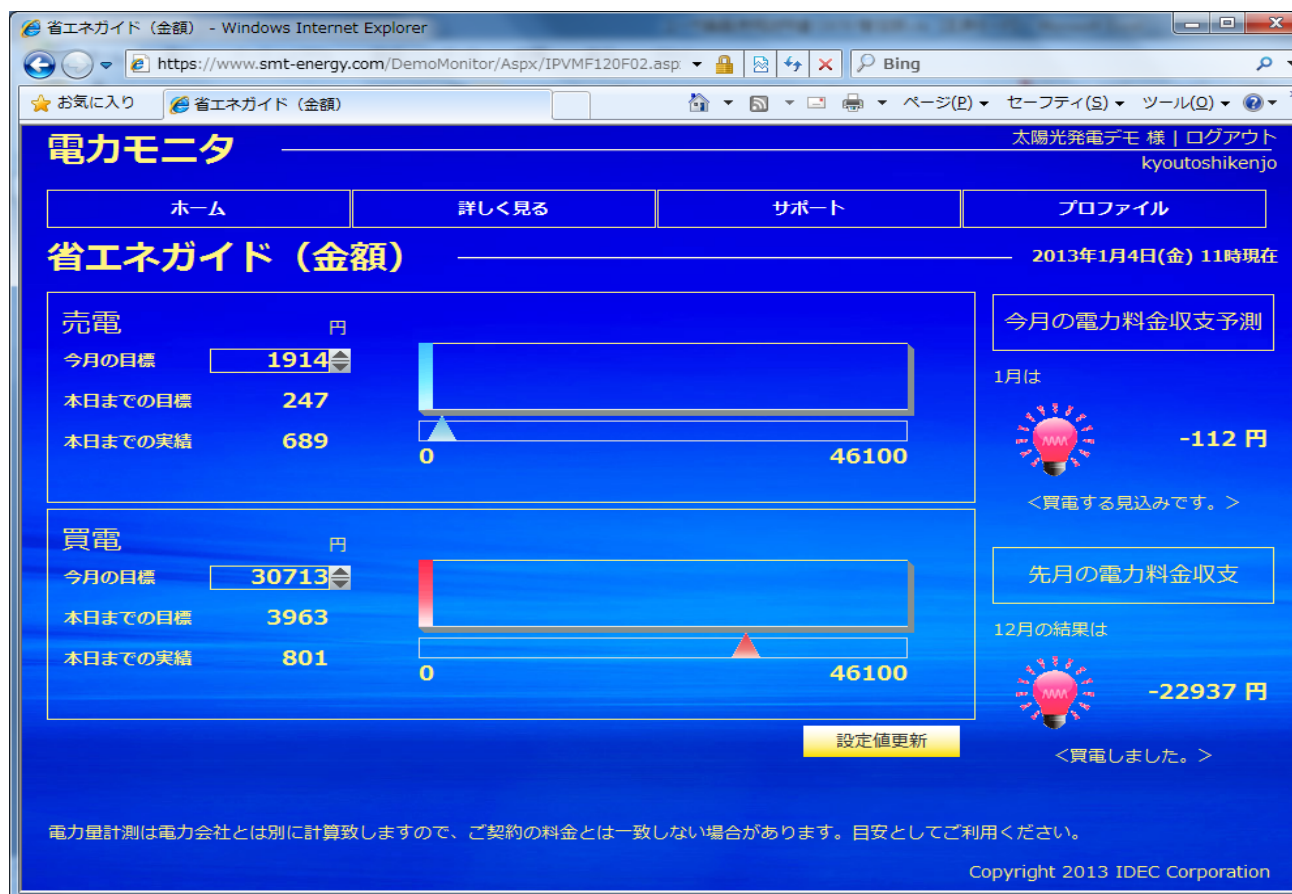 省エネガイド（金額） - Windows Internet Explorer
https://www.smt-energy.com/DemoMonitor/Aspx/IPVMF120F02.asp
Bing
お気に入り
省エネガイド（金額）
ページ(P)
セーフティ(S)
ツール(O)
電力モニタ
太陽光発電デモ 様 | ログアウト
kyoutoshikenjo
ホーム
詳しく見る
サポート
プロファイル
省エネガイド（金額）
2013年1月4日(金) 11時現在
売電
円
今月の目標 1914
本日までの目標 247
本日までの実績 689
0 46100
買電
円
今月の目標 30713
本日までの目標 3963
本日までの実績 801
0 46100
設定値更新
今月の電力料金収支予測
1月は
-112 円
＜買電する見込みです。＞
先月の電力料金収支
12月の結果は
-22937 円
＜買電しました。＞
電力量計測は電力会社とは別に計算致しますので、ご契約の料金とは一致しない場合があります。目安としてご利用ください。
Copyright 2013 IDEC Corporation